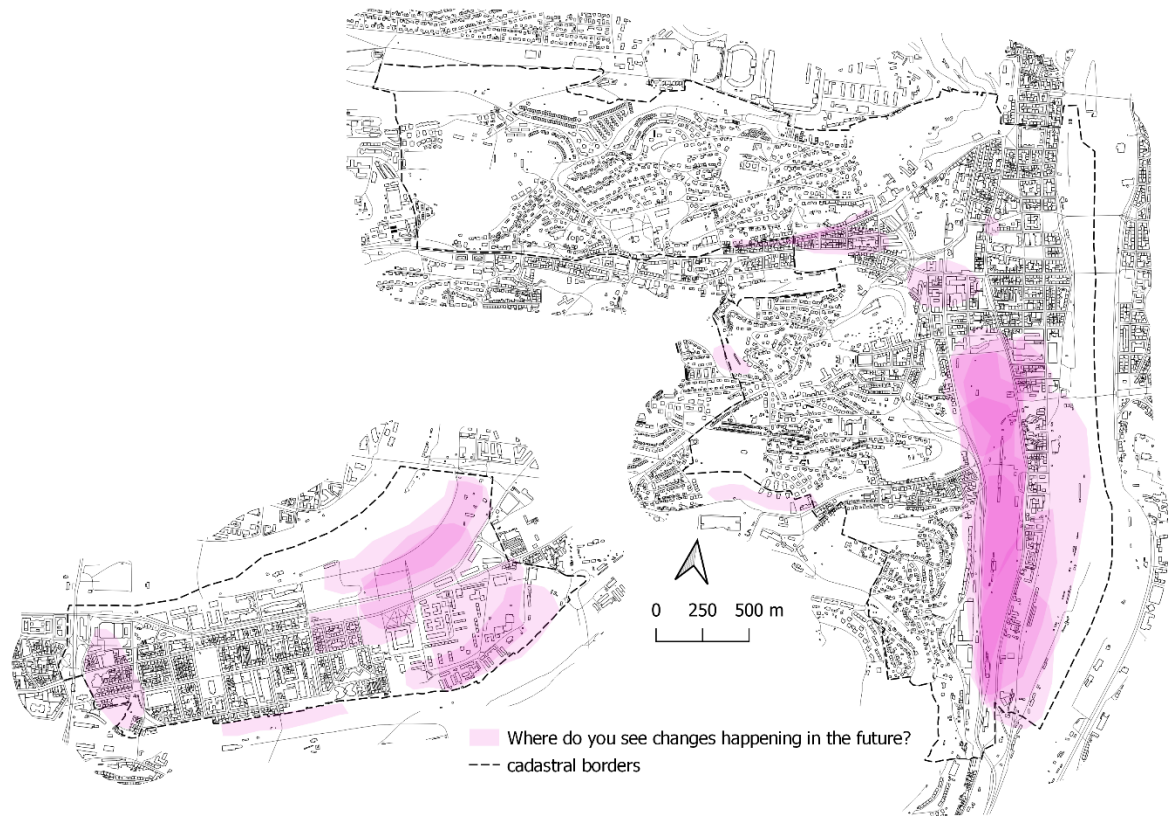 0 250 500 m
Where do you see changes happening in the future?
cadastral borders